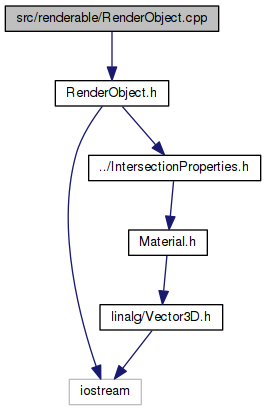 src/renderable/RenderObject.cpp
RenderObject.h
../IntersectionProperties.h
Material.h
linalg/Vector3D.h
iostream